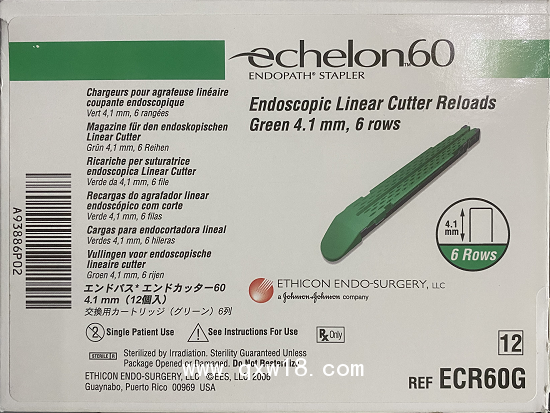 echelon60
ENDOPATH* STAPLER
Endoscopic Linear Cutter Reloads
Green 4.1 mm, 6 rows
Chargeurs pour agrafeuse linéaire
coupante endoscopique
Vert 4,1 mm, 6 rangées
Magazine für den endoskopischen
Linear Cutter
Grün 4,1 mm, 6 Reihen
Ricariche per suturatrice
endoscopica Linear Cutter
Verde da 4,1 mm, 6 file
Recargas do agrafador linear
endoscópico com corte
Verde 4,1 mm, 6 filas
Cargas para endocortadora lineal
Verdes 4,1 mm, 6 hileras
Vullingen voor endoscopische
lineaire cutter
Groen 4,1 mm, 6 rijen
エンドパス* エンドカッター60
4.1 mm（12個入）
交換用カートリッジ（グリーン）6列
A93886P02
4.1
mm
6 Rows
ETHICON ENDO-SURGERY, LLC
a Johnson&Johnson company
2 Single Patient Use
See Instructions For Use
Rx Only
12
STERILE R
Sterilized by Irradiation. Sterility Guaranteed Unless
Package Opened or Damaged. Do Not Resterilize.
ETHICON ENDO-SURGERY, LLC ©EES, LLC 2006
Guaynabo, Puerto Rico 00969 USA
www.gxw18.com
REF ECR60G